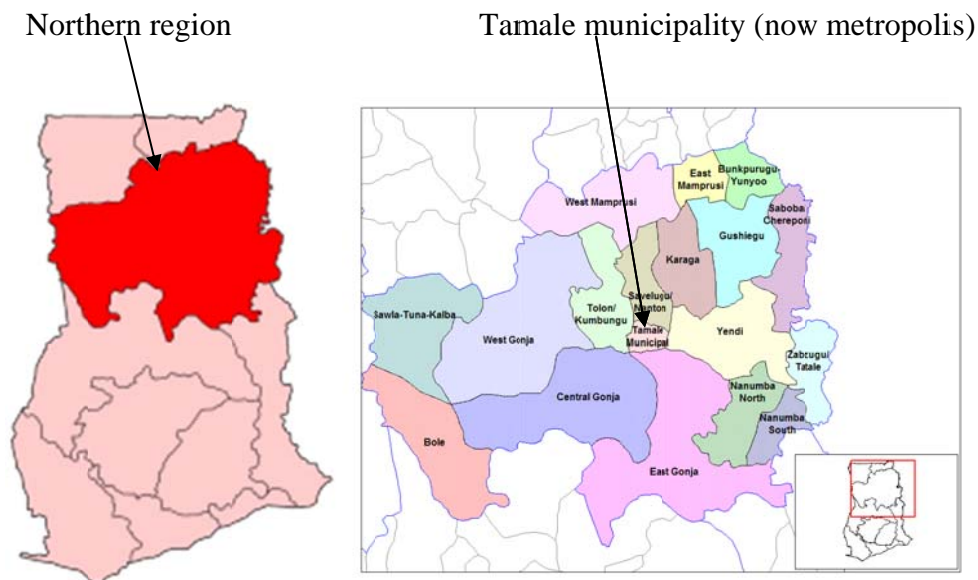 Northern region
Tamale municipality (now metropolis)
East
Mamprusi
Bunkpurugu-
Yunyoo
West Mamprusi
Saboba
Chereponi
Gushiegu
Karaga
Savelugu/
Nanton
Tolon/
Kumbungu
Sawla-Tuna-Kalba...
Tamale
Municipal
Yendi
West Gonja
Zabzugu/
Tatale
Nanumba
North
Central Gonja
Nanumba
South
Bole
East Gonja